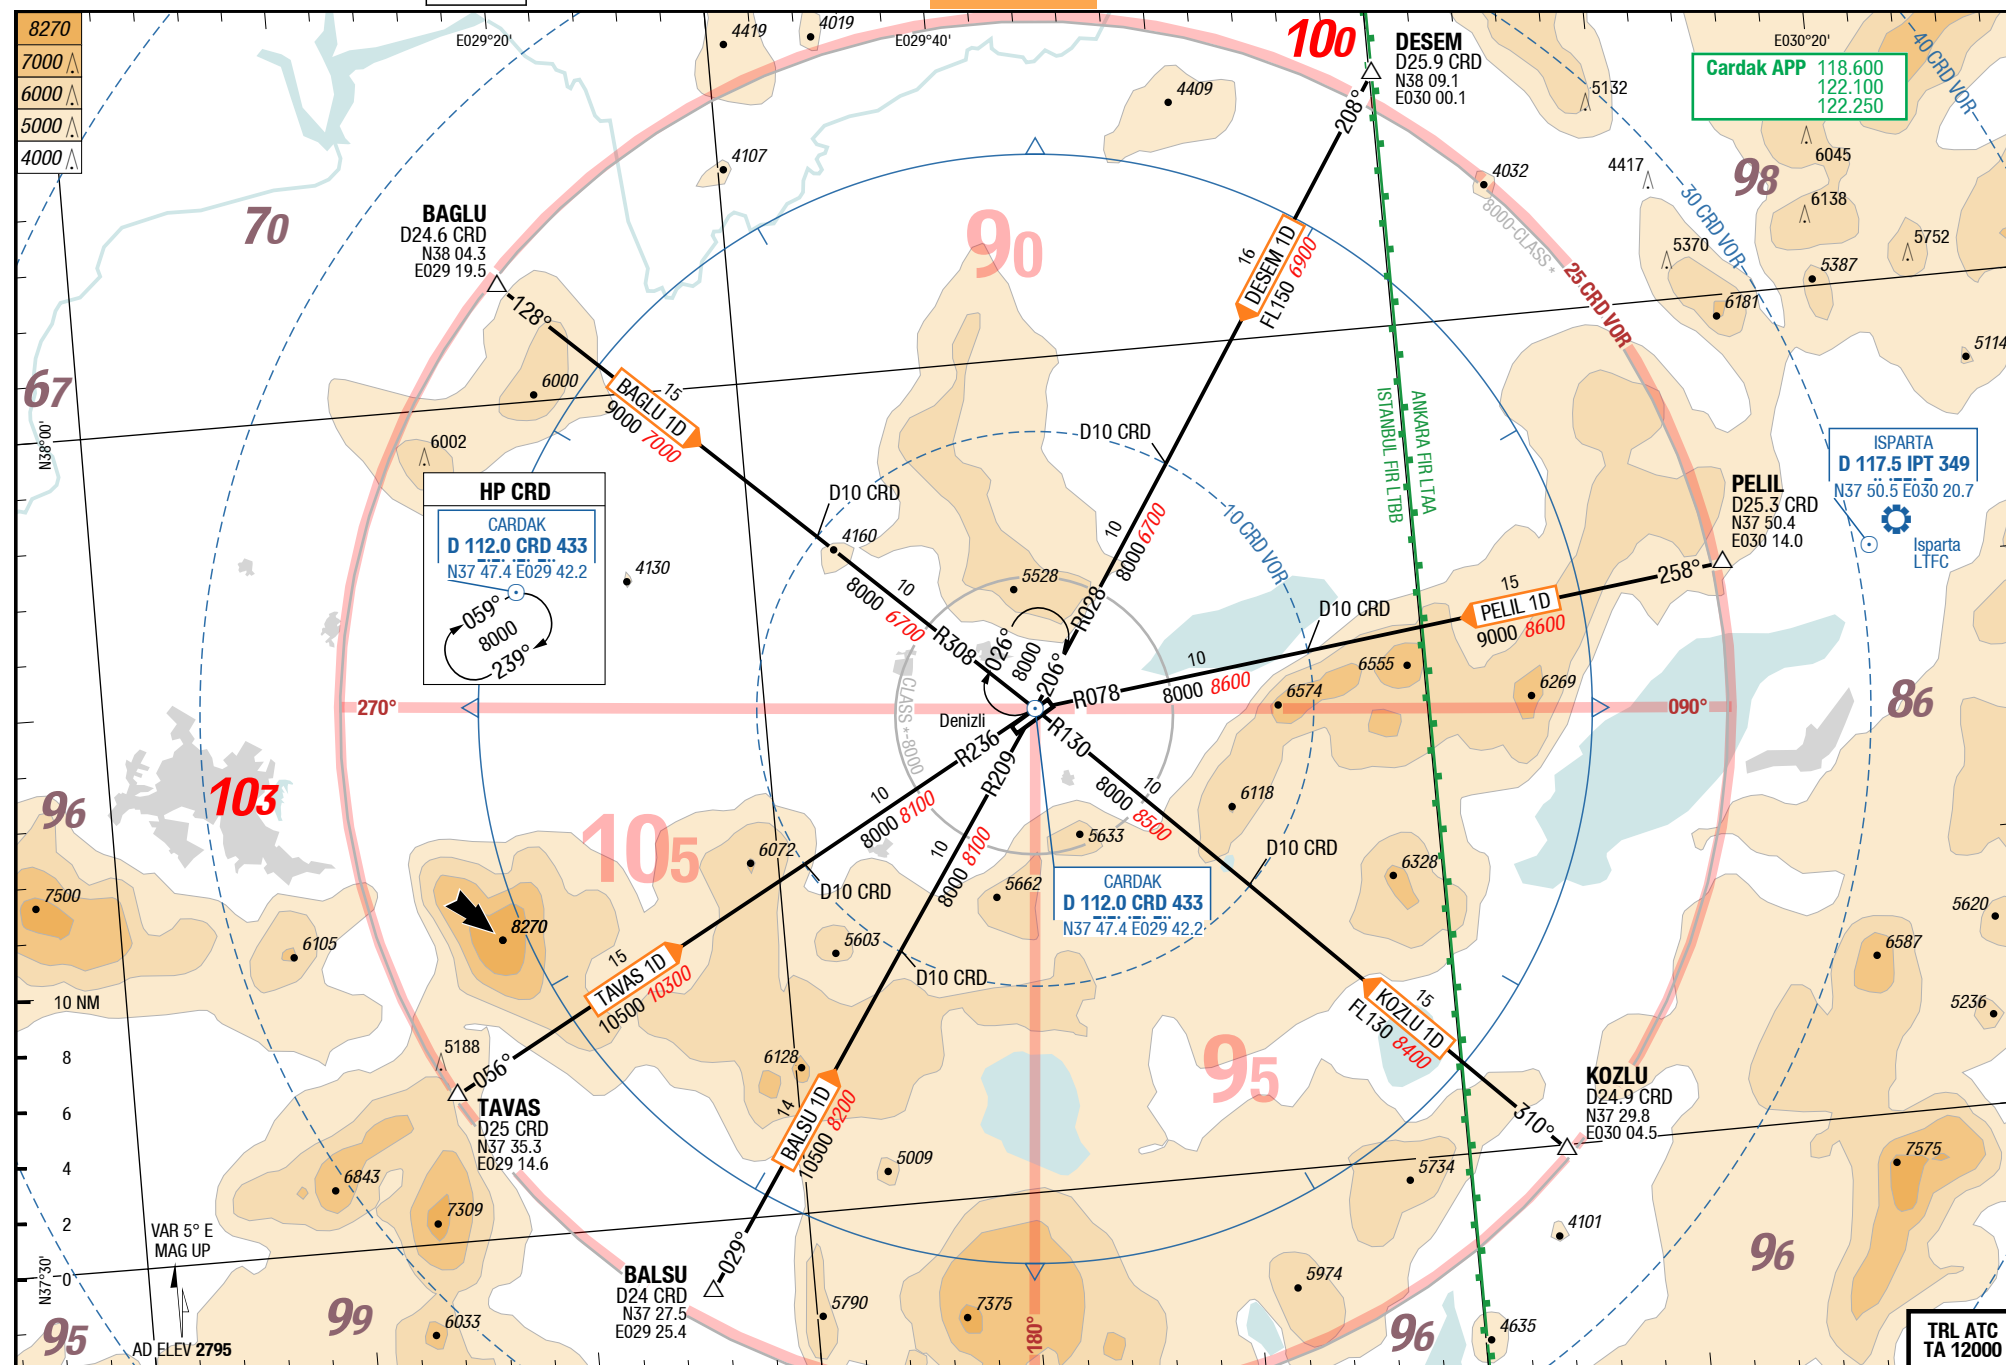 8270
7000
6000
5000
4000
E029°20'
4419
4019
E029°40'
100
DESEM
D25.9 CRD
N38 09.1
E030 00.1
E030°20'
40 CRD VOR
Cardak APP 118.600
122.100
122.250
4409
5132
208°
4107
6045
4032
4417
98
70
BAGLU
D24.6 CRD
N38 04.3
E029 19.5
90
8000-CLASS *
30 CRD VOR
6138
5370
5752
5387
16
DESEM 1D
FL150 6900
25 CRD VOR
6181
128°
5114
67
6000
15
BAGLU 1D
9000 7000
ISTANBUL FIR LTBB
ANKARA FIR LTAA
N38°00'
6002
D10 CRD
ISPARTA
D 117.5 IPT 349
N37 50.5 E030 20.7
Isparta
LTFC
HP CRD
CARDAK
D 112.0 CRD 433
N37 47.4 E029 42.2
059°
8000
239°
D10 CRD
4160
4130
10
8000 6700
10 CRD VOR
PELIL
D25.3 CRD
N37 50.4
E030 14.0
5528
10
8000 6700
R308
R028
026°
8000
206°
D10 CRD
258°
15
PELIL 1D
9000 8600
10
8000 8600
R078
6555
6574
6269
270°
090°
86
Denizli
CLASS *-8000
R236
R209
R130
96
103
10
8000 8100
10
8000 8100
10
8000 8500
6118
105
6072
5633
D10 CRD
6328
7500
8270
D10 CRD
5662
CARDAK
D 112.0 CRD 433
N37 47.4 E029 42.2
5620
6105
5603
6587
D10 CRD
15
TAVAS 1D
10500 10300
10 NM
8
6
4
2
0
15
KOZLU 1D
FL130 8400
5236
95
5188
056°
6128
14
BALSU 1D
10500 8200
TAVAS
D25 CRD
N37 35.3
E029 14.6
310°
KOZLU
D24.9 CRD
N37 29.8
E030 04.5
6843
5009
5734
7575
7309
4101
VAR 5° E
MAG UP
029°
96
N37°30'
BALSU
D24 CRD
N37 27.5
E029 25.4
5974
95
99
6033
5790
7375
180°
96
4635
AD ELEV 2795
TRL ATC
TA 12000